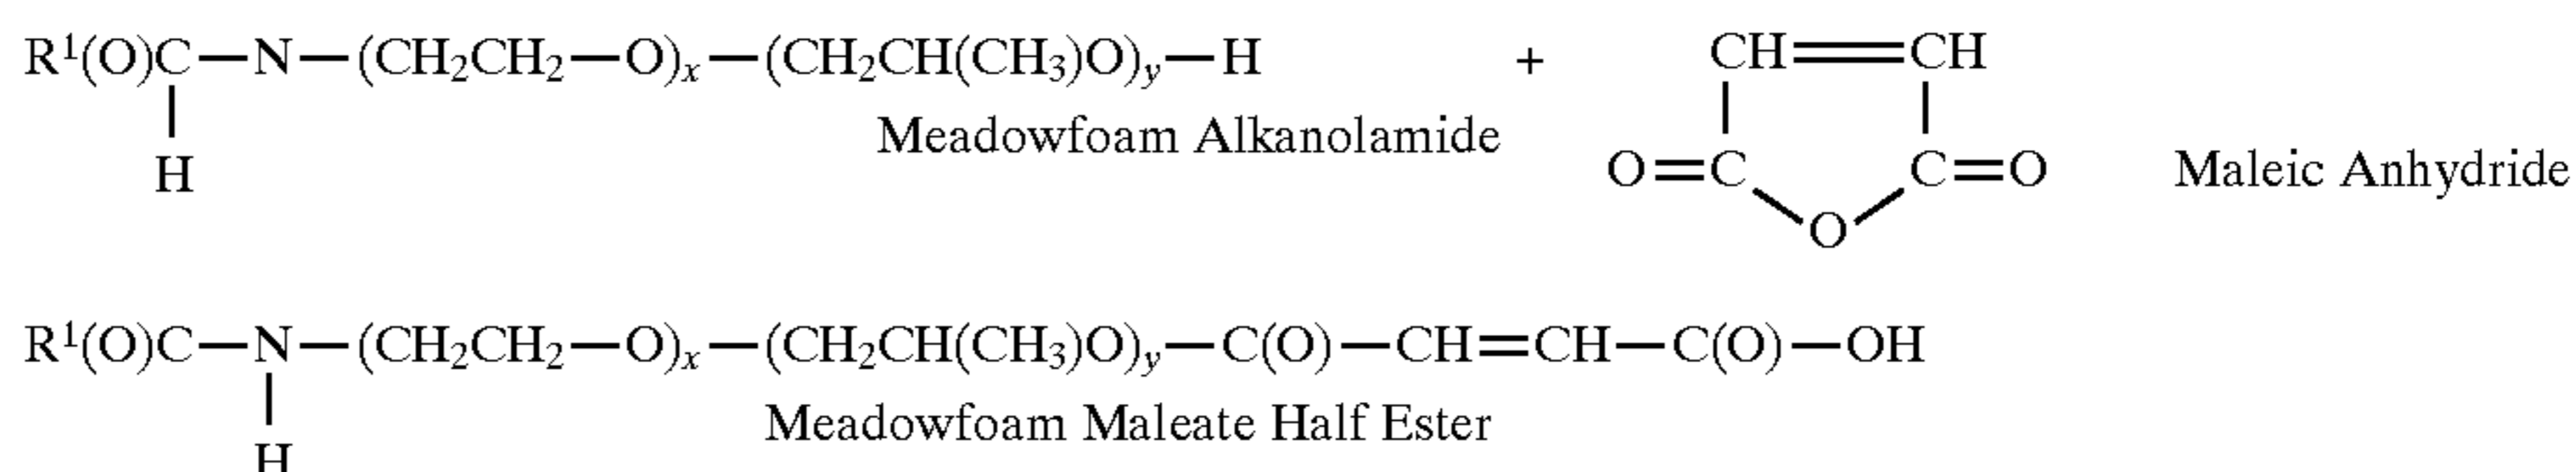 R¹(O)C—N—(CH₂CH₂—O)ₓ—(CH₂CH(CH₃)O)ᵧ—H + CH=CH
Meadowfoam Alkanolamide
H O=C C=O Maleic Anhydride
O
R¹(O)C—N—(CH₂CH₂—O)ₓ—(CH₂CH(CH₃)O)ᵧ—C(O)—CH=CH—C(O)—OH
Meadowfoam Maleate Half Ester
H